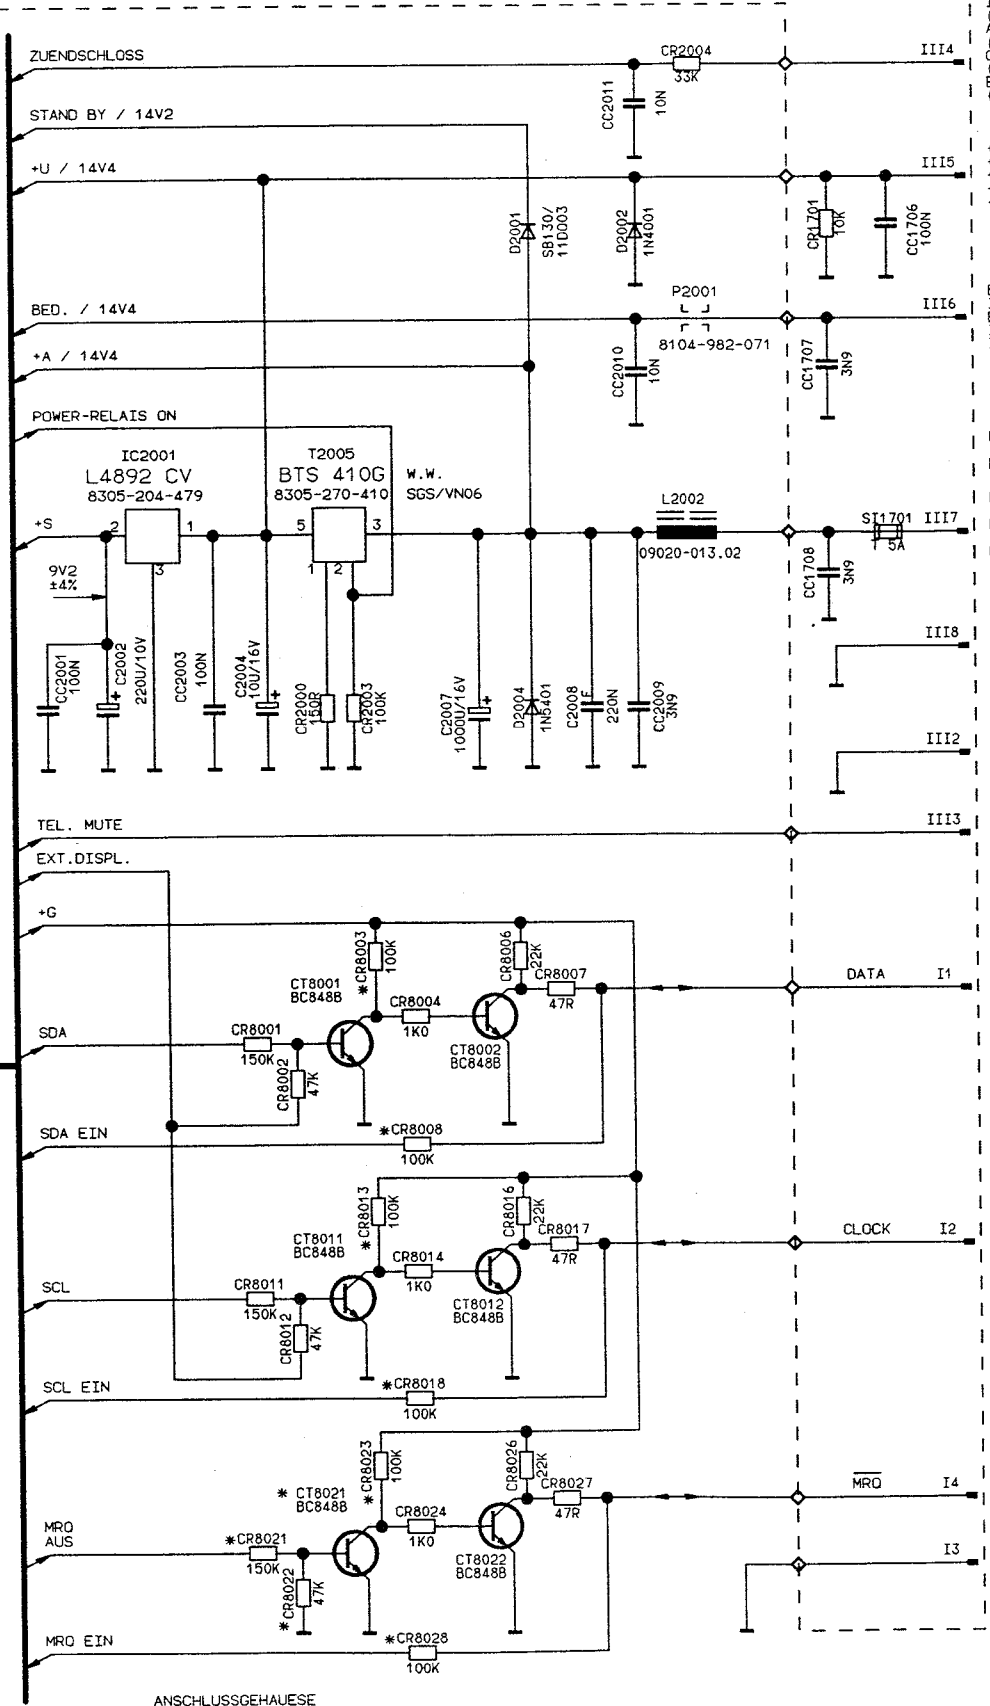 ZUENDSCHLOSS
CR2004
33K
III4
CC2011
10N
STAND BY / 14V2
+U / 14V4
III5
D2001
SB130/
11DQ03
D2002
1N4001
CR1701
10K
CC1706
100N
BED. / 14V4
P2001
8104-982-071
III6
CC2010
10N
CC1707
3N9
+A / 14V4
POWER-RELAIS ON
IC2001
L4892 CV
8305-204-479
T2005
BTS 410G
8305-270-410
W.W.
SGS/VN06
L2002
09020-013.02
ST1701
T 5A
III7
+S
2
1
3
5
3
1
2
9V2
±4%
CC1708
3N9
III8
CC2001
100N
C2002
220U/10V
CC2003
100N
C2004
10U/16V
CR2000
150R
CR2003
100K
C2007
1000U/16V
D2004
1N5401
C2008
F
220N
CC2009
3N9
III2
TEL. MUTE
III3
EXT.DISPL.
+G
*CR8003
100K
CR8006
22K
CT8001
BC848B
CR8004
1K0
CR8007
47R
DATA
I1
SDA
CR8001
150K
CR8002
47K
CT8002
BC848B
SDA EIN
*CR8008
100K
*CR8013
100K
CR8016
22K
CT8011
BC848B
CR8014
1K0
CR8017
47R
CLOCK
I2
SCL
CR8011
150K
CR8012
47K
CT8012
BC848B
SCL EIN
*CR8018
100K
*CR8023
100K
CR8026
22K
* CT8021
BC848B
CR8024
1K0
CR8027
47R
MRQ
I4
MRQ
AUS
*CR8021
150K
*CR8022
47K
CT8022
BC848B
I3
MRQ EIN
*CR8028
100K
ANSCHLUSSGEHAUESE